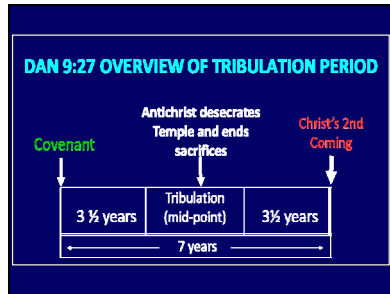 DAN 9:27 OVERVIEW OF TRIBULATION PERIOD
Antichrist desecrates
Temple and ends
sacrifices
Covenant
Christ's 2nd
Coming
3 ½ years
Tribulation
(mid-point)
3½ years
7 years